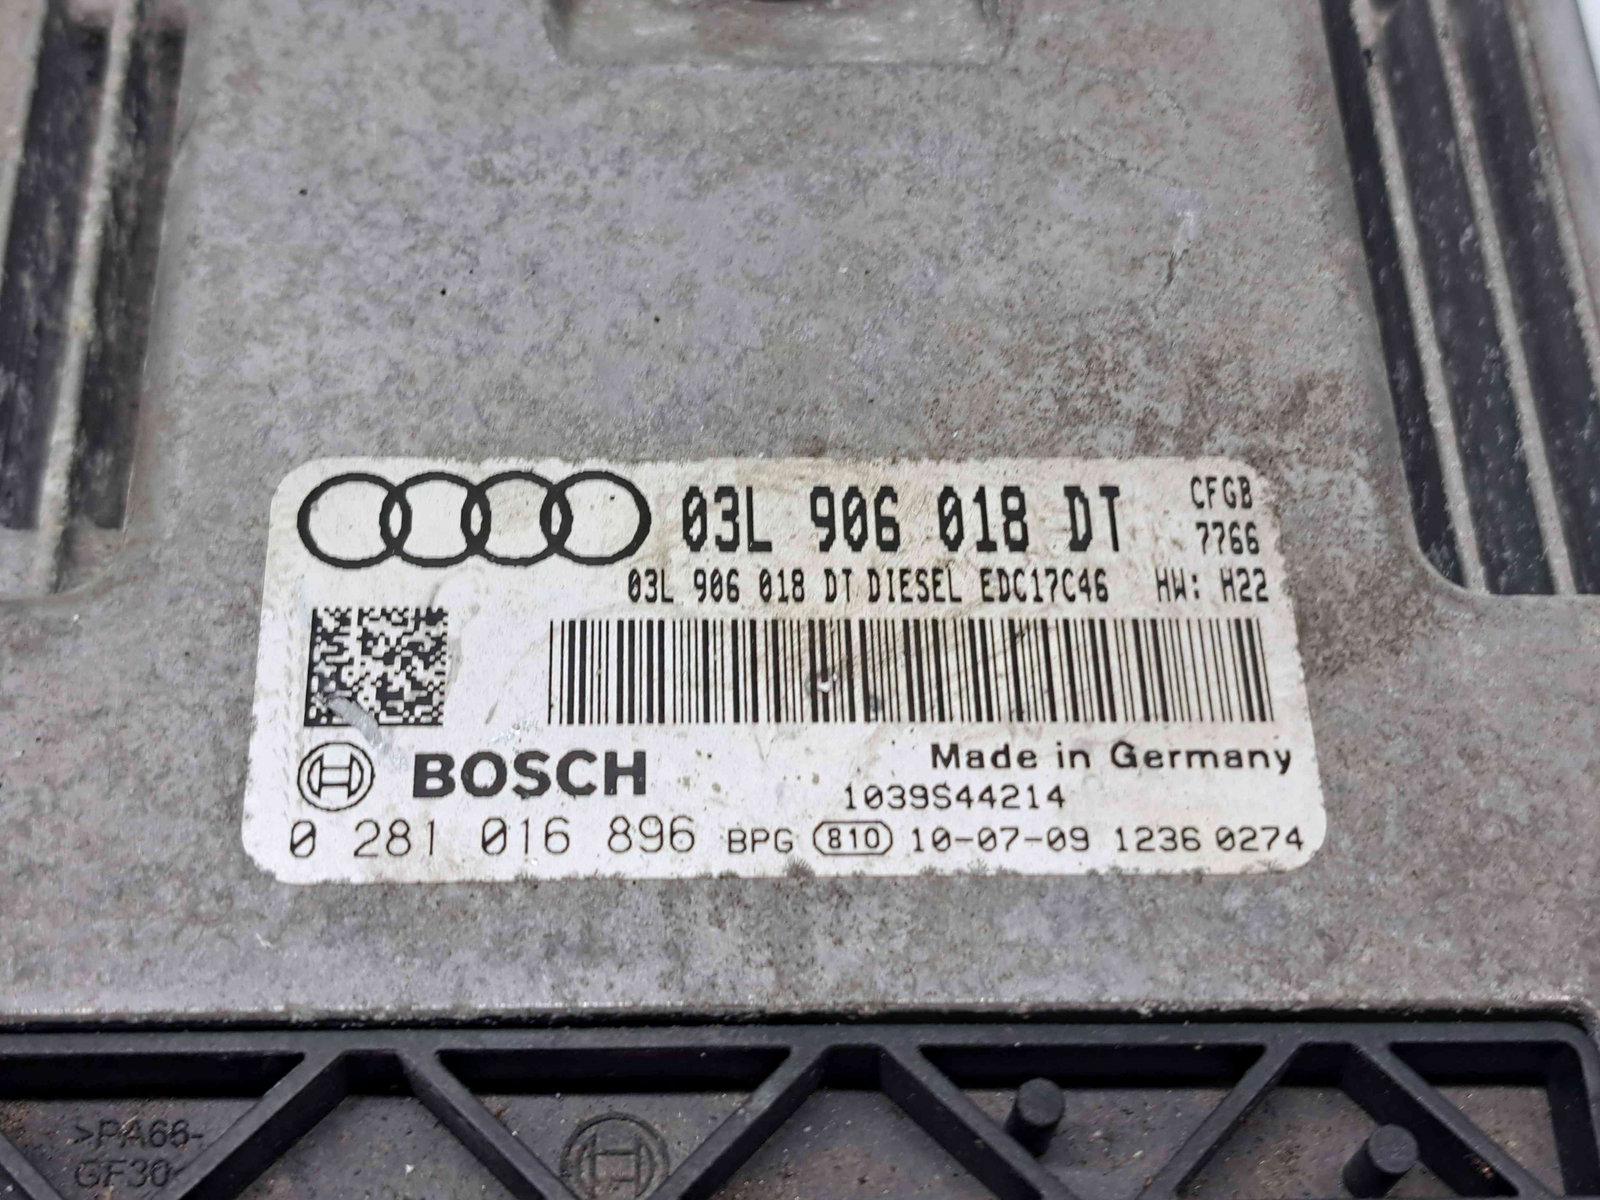 03L 906 018 DT CFGB
7766
03L 906 018 DT DIESEL EDC17C46 HW: H22
BOSCH Made in Germany
1039S44214
0 281 016 896 BPG 810 10-07-09 1236 0274
>PA66-
GF30<